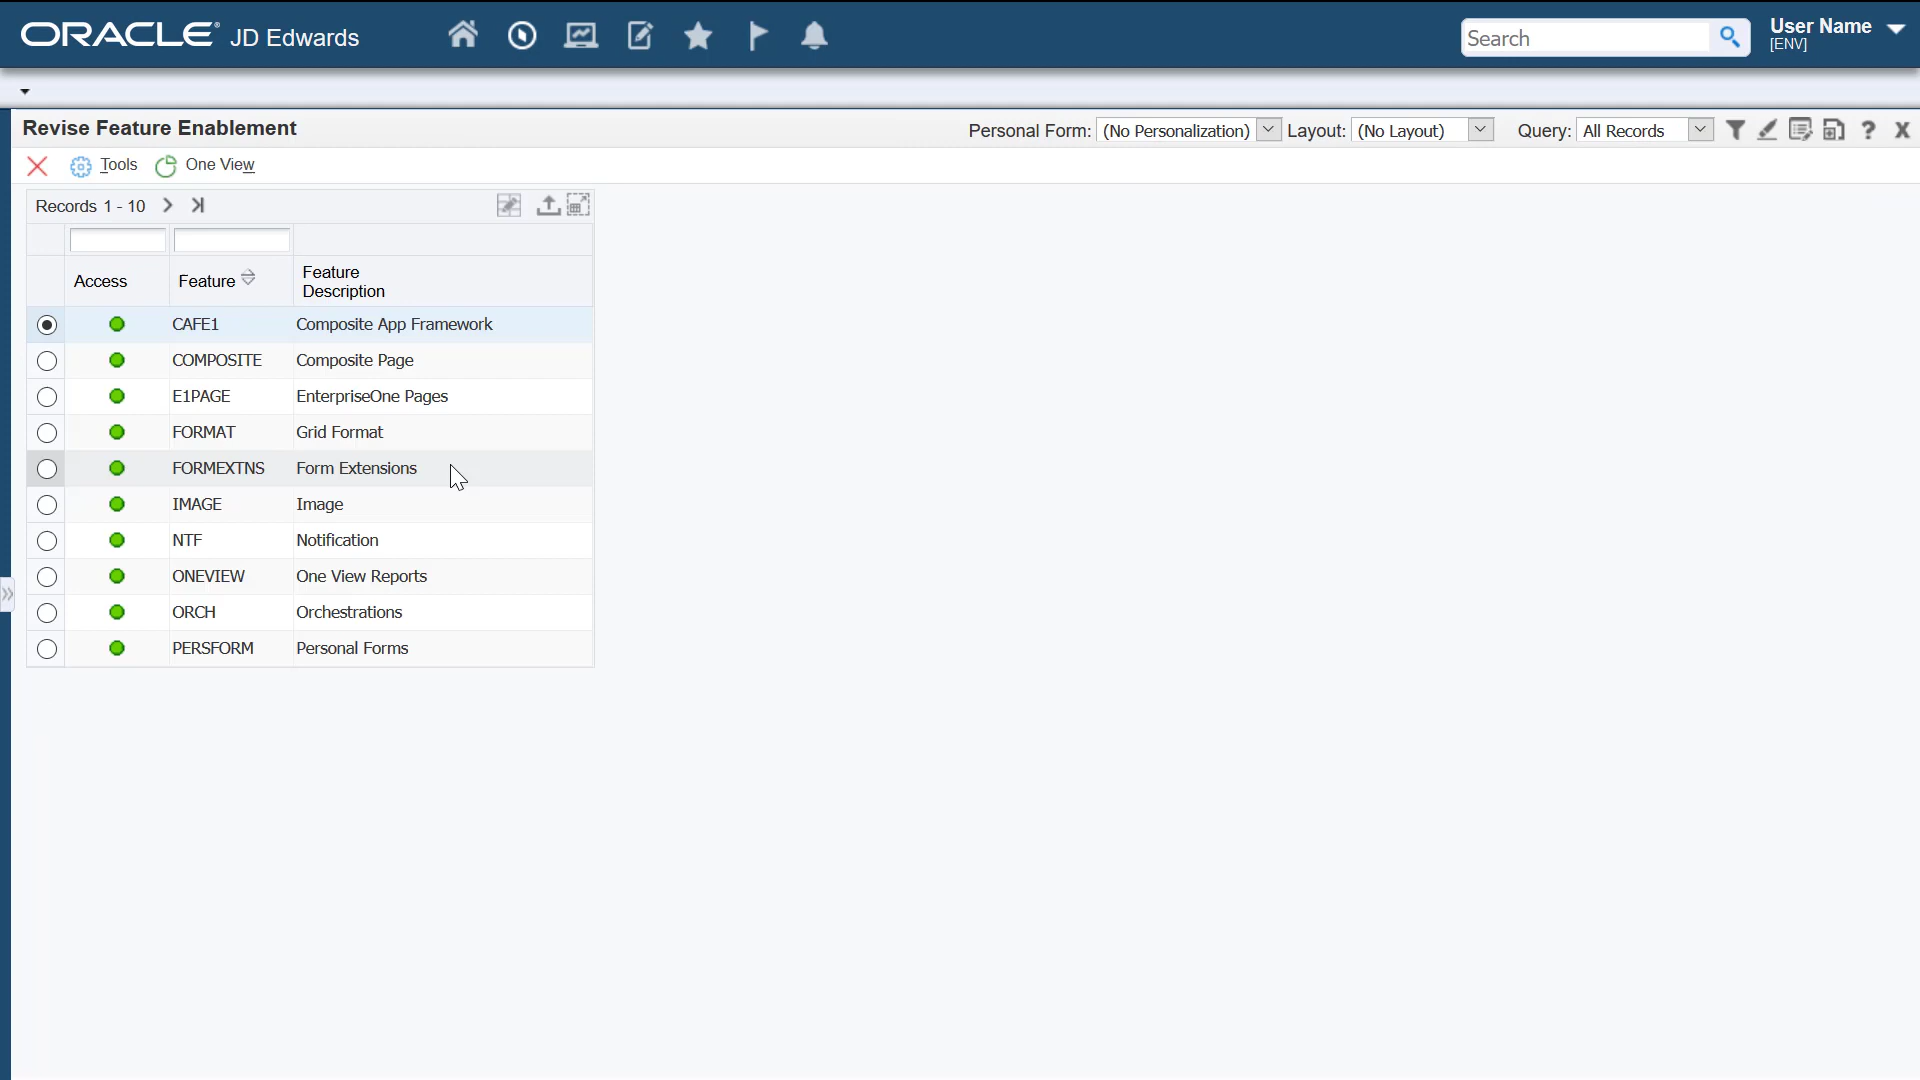 ORACLE JD Edwards
Search
User Name
[ENV]
Revise Feature Enablement
Personal Form: (No Personalization) Layout: (No Layout) Query: All Records
Tools One View
Records 1 - 10
Access Feature Feature Description
CAFE1 Composite App Framework
COMPOSITE Composite Page
E1PAGE EnterpriseOne Pages
FORMAT Grid Format
FORMEXTNS Form Extensions
IMAGE Image
NTF Notification
ONEVIEW One View Reports
ORCH Orchestrations
PERSFORM Personal Forms